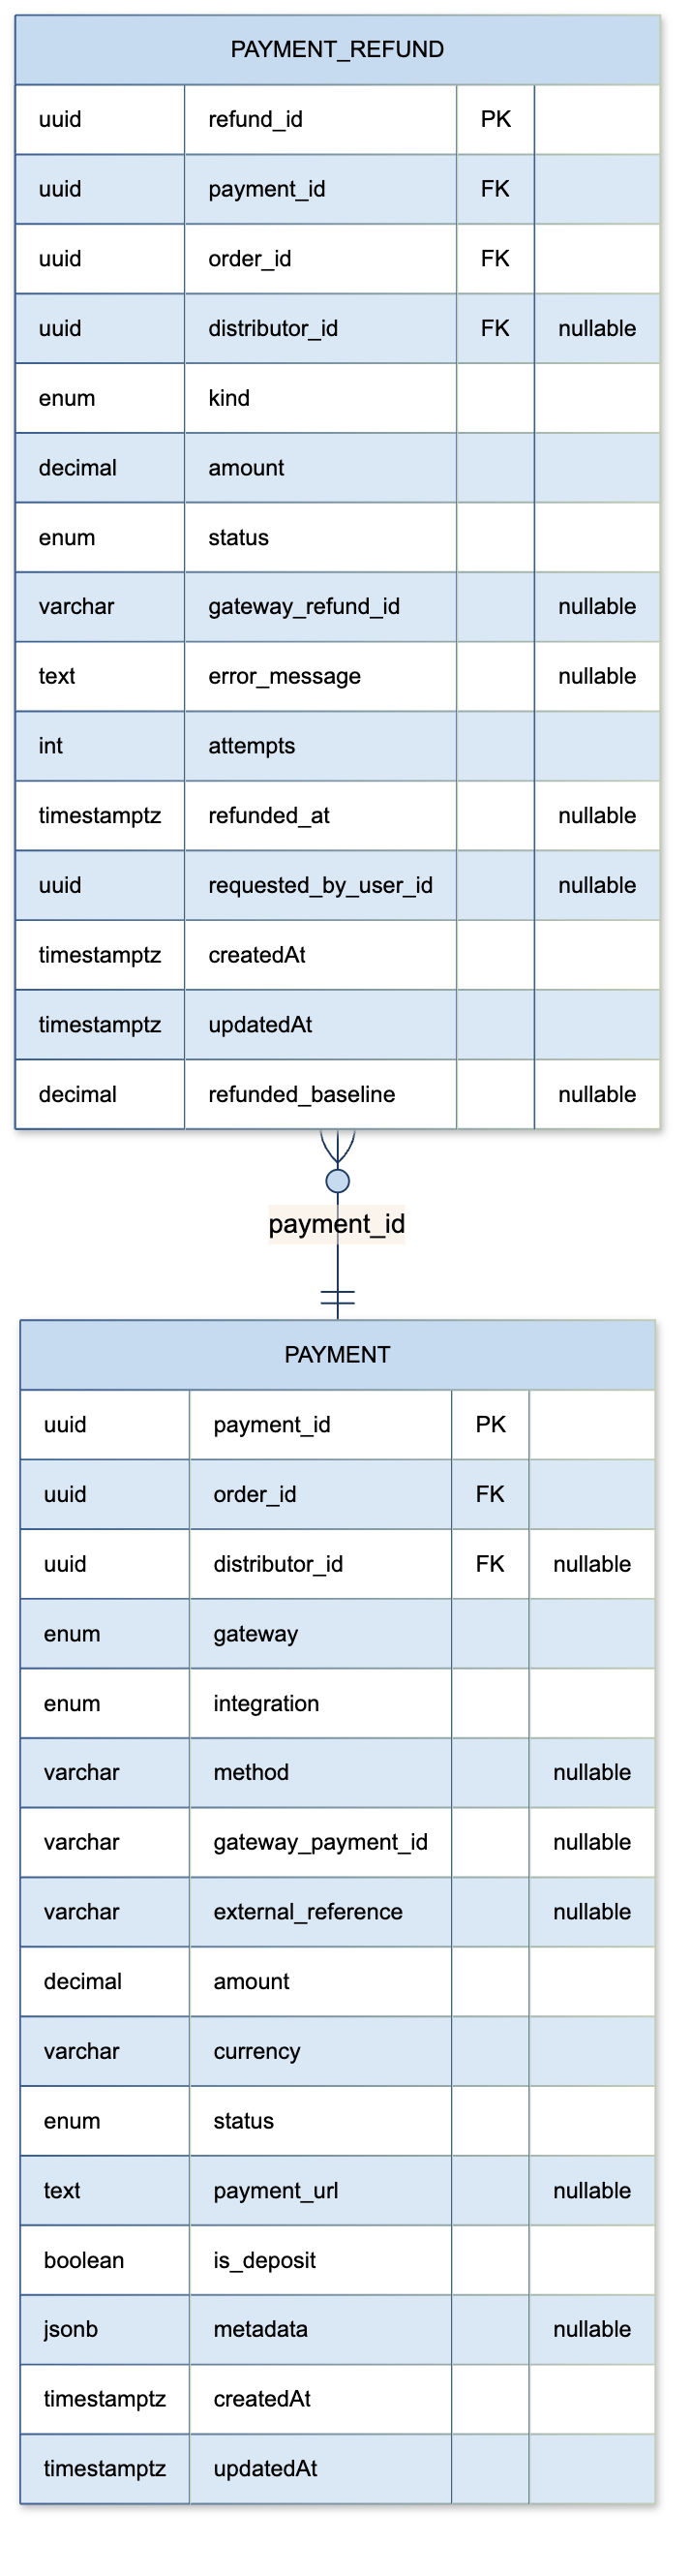 PAYMENT_REFUND
uuid refund_id PK
uuid payment_id FK
uuid order_id FK
uuid distributor_id FK nullable
enum kind
decimal amount
enum status
varchar gateway_refund_id nullable
text error_message nullable
int attempts
timestamptz refunded_at nullable
uuid requested_by_user_id nullable
timestamptz createdAt
timestamptz updatedAt
decimal refunded_baseline nullable
payment_id
PAYMENT
uuid payment_id PK
uuid order_id FK
uuid distributor_id FK nullable
enum gateway
enum integration
varchar method nullable
varchar gateway_payment_id nullable
varchar external_reference nullable
decimal amount
varchar currency
enum status
text payment_url nullable
boolean is_deposit
jsonb metadata nullable
timestamptz createdAt
timestamptz updatedAt